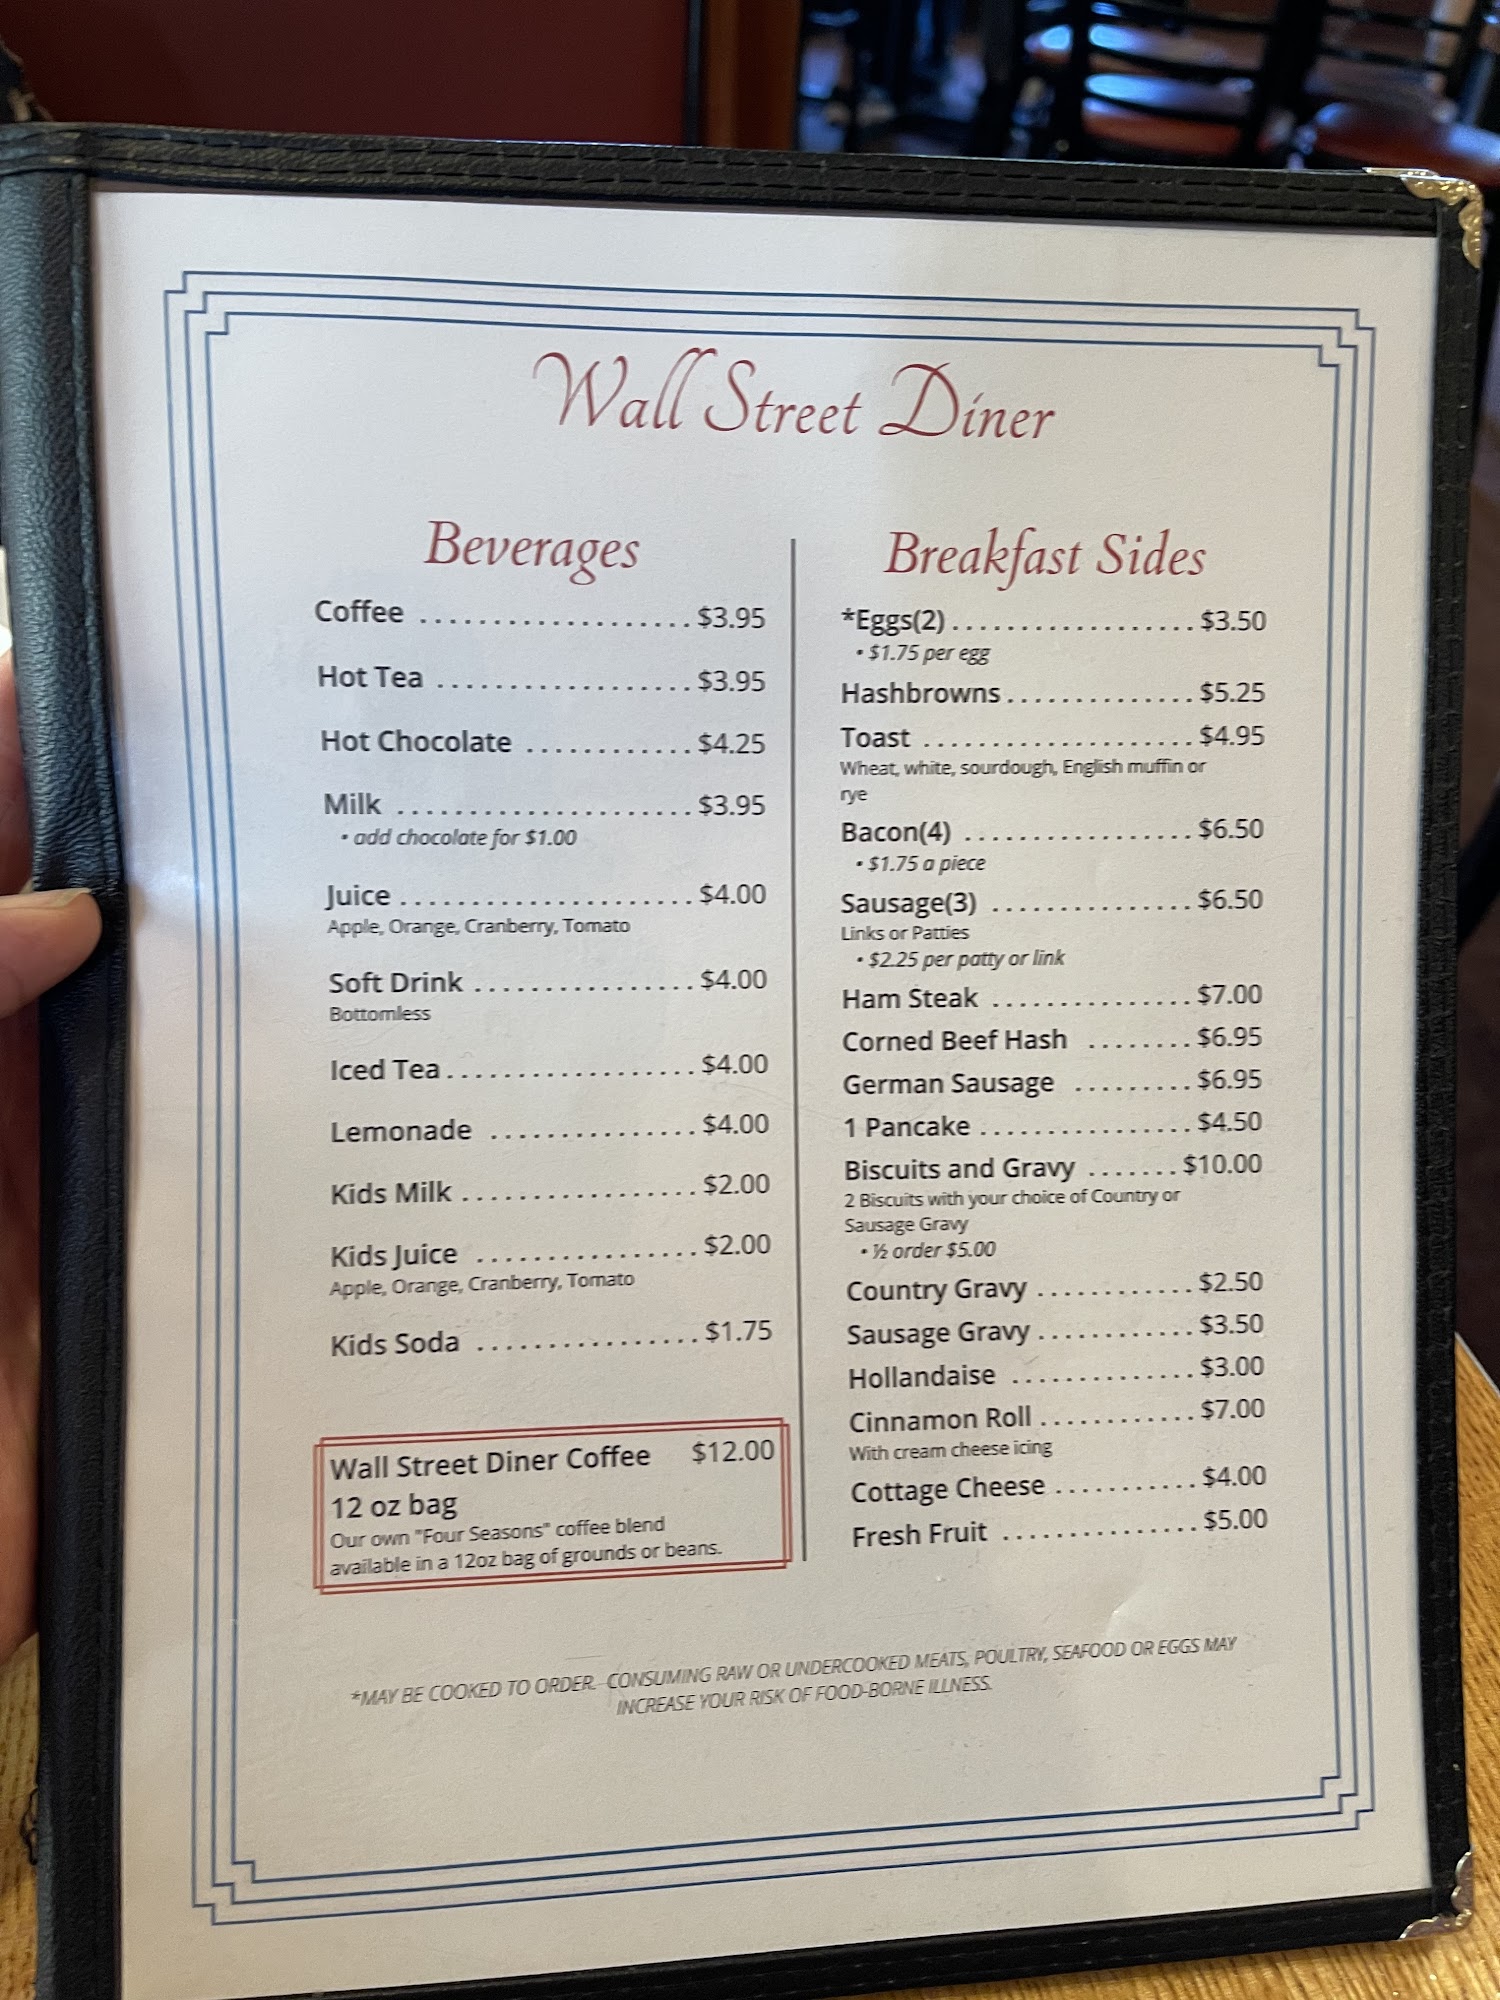 Wall Street Diner
Beverages
Coffee ................... $3.95
Hot Tea .................. $3.95
Hot Chocolate ............ $4.25
Milk ..................... $3.95
• add chocolate for $1.00
Juice ..................... $4.00
Apple, Orange, Cranberry, Tomato
Soft Drink ................ $4.00
Bottomless
Iced Tea .................. $4.00
Lemonade ............... $4.00
Kids Milk ................. $2.00
Kids Juice ................ $2.00
Apple, Orange, Cranberry, Tomato
Kids Soda ................ $1.75
Wall Street Diner Coffee $12.00
12 oz bag
Our own "Four Seasons" coffee blend
available in a 12oz bag of grounds or beans.
Breakfast Sides
*Eggs(2) .................. $3.50
• $1.75 per egg
Hashbrowns .............. $5.25
Toast .................... $4.95
Wheat, white, sourdough, English muffin or
rye
Bacon(4) ................. $6.50
• $1.75 a piece
Sausage(3) ............... $6.50
Links or Patties
• $2.25 per patty or link
Ham Steak ............... $7.00
Corned Beef Hash ........ $6.95
German Sausage ......... $6.95
1 Pancake ................ $4.50
Biscuits and Gravy ....... $10.00
2 Biscuits with your choice of Country or
Sausage Gravy
• ½ order $5.00
Country Gravy ............ $2.50
Sausage Gravy ............ $3.50
Hollandaise .............. $3.00
Cinnamon Roll ............ $7.00
With cream cheese icing
Cottage Cheese ........... $4.00
Fresh Fruit ............... $5.00
*MAY BE COOKED TO ORDER. CONSUMING RAW OR UNDERCOOKED MEATS, POULTRY, SEAFOOD OR EGGS MAY
INCREASE YOUR RISK OF FOOD-BORNE ILLNESS.